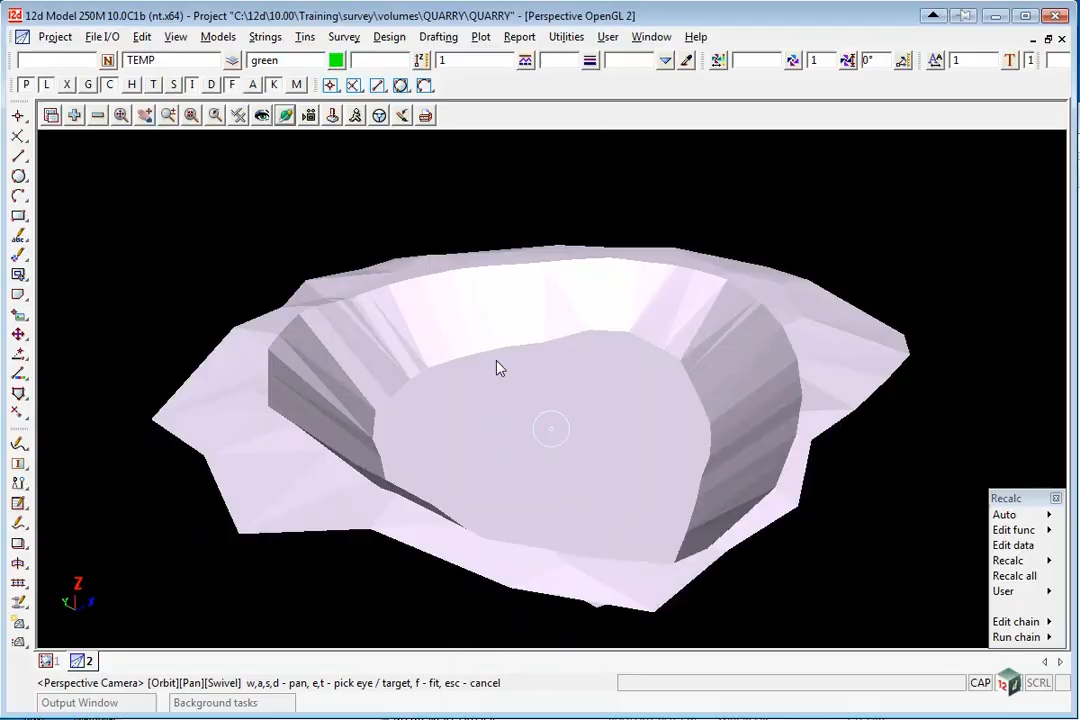 12d Model 250M 10.0C1b (nt.x64) - Project "C:\12d\10.00\Training\survey\volumes\QUARRY\QUARRY" - [Perspective OpenGL 2]
Project File I/O Edit View Models Strings Tins Survey Design Drafting Plot Report Utilities User Window Help
N TEMP green 1 1 0° 1 T 1
P L X G C H T S I D F A K M
Recalc
Auto
Edit func
Edit data
Recalc
Recalc all
User
Edit chain
Run chain
Z
Y X
1 2
<Perspective Camera> [Orbit][Pan][Swivel] w,a,s,d - pan, e,t - pick eye / target, f - fit, esc - cancel
CAP SCRL
Output Window Background tasks